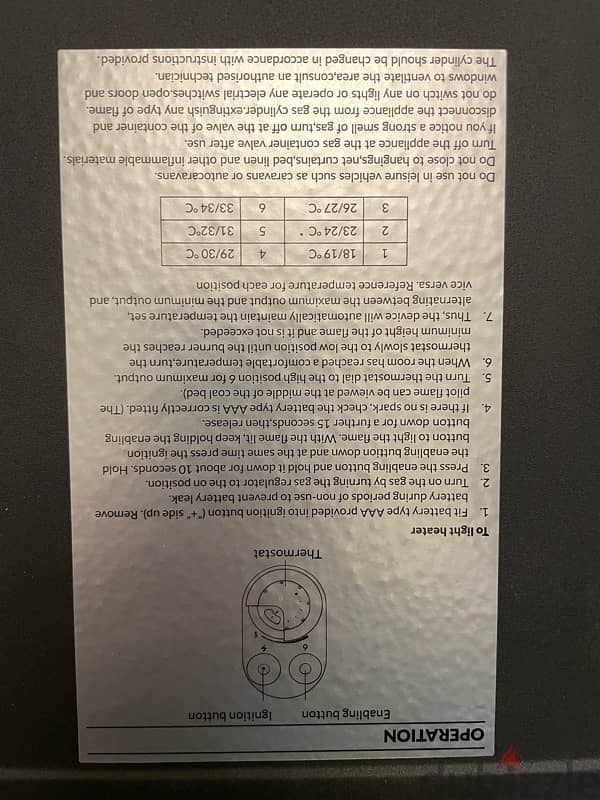 OPERATION
Enabling button Ignition button
6
1
Thermostat
To light heater
1. Fit battery type AAA provided into ignition button ("+" side up). Remove
battery during periods of non-use to prevent battery leak.
2. Turn on the gas by turning the gas regulator to the on position.
3. Press the enabling button and hold it down for about 10 seconds. Hold
the enabling buttion down and at the same time press the ignition
button to light the flame. With the flame lit, keep holding the enabling
button down for a further 15 seconds,then release.
4. If there is no spark, check the battery type AAA is correctly fitted. (The
pilot flame can be viewed at the middle of the coal bed).
5. Turn the thermostat dial to the high position 6 for maximum output.
6. When the room has reached a comfortable temperature,turn the
thermostat slowly to the low position until the burner reaches the
minimum height of the flame and it is not exceeded.
7. Thus, the device will automatically maintain the temperature set,
alternating between the maximum output and the minimum output, and
vice versa. Reference temperature for each position
1 18/19 °C 4 29/30 °C
2 23/24 °C * 5 31/32°C
3 26/27 °C 6 33/34 °C
Do not use in leisure vehicles such as caravans or autocaravans.
Do not close to hangings,net curtains,bed linen and other inflammable materials.
Turn off the appliance at the gas container valve after use.
If you notice a strong smell of gas,turn off at the valve of the container and
disconnect the appliance from the gas cylinder.extinguish any type of flame.
do not switch on any lights or operate any electrial switches.open doors and
windows to ventilate the area,consult an authorised technician.
The cylinder should be changed in accordance with instructions provided.